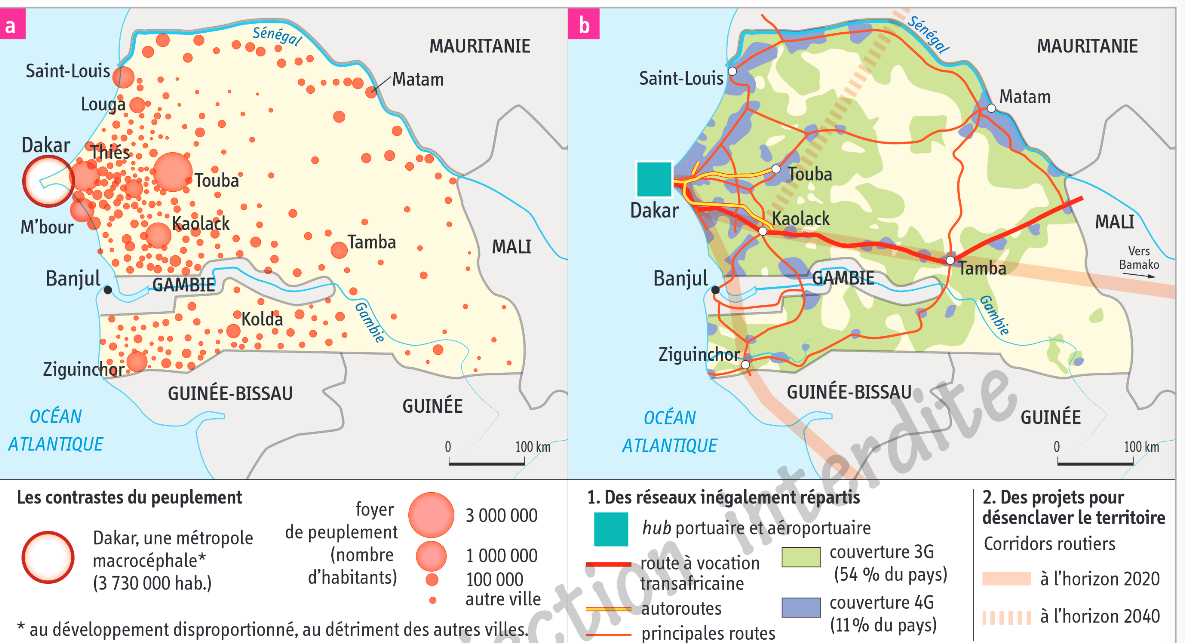 a
Sénégal
MAURITANIE
Saint-Louis
Matam
Louga
Dakar
Thiés
Touba
M'bour
Kaolack
Tamba
MALI
Banjul
GAMBIE
Kolda
Gambie
Ziguinchor
GUINÉE-BISSAU
GUINÉE
OCÉAN
ATLANTIQUE
0 100 km
Les contrastes du peuplement
Dakar, une métropole
macrocéphale*
(3 730 000 hab.)
foyer
de peuplement
(nombre
d'habitants)
3 000 000
1 000 000
100 000
autre ville
* au développement disproportionné, au détriment des autres villes.
b
Sénégal
MAURITANIE
Saint-Louis
Matam
Touba
Dakar
Kaolack
MALI
Vers
Bamako
Tamba
Banjul
GAMBIE
Gambie
Ziguinchor
GUINÉE-BISSAU
GUINÉE
OCÉAN
ATLANTIQUE
0 100 km
1. Des réseaux inégalement répartis
hub portuaire et aéroportuaire
route à vocation
transafricaine
autoroutes
principales routes
couverture 3G
(54 % du pays)
couverture 4G
(11% du pays)
2. Des projets pour
désenclaver le territoire
Corridors routiers
à l'horizon 2020
à l'horizon 2040
interdite